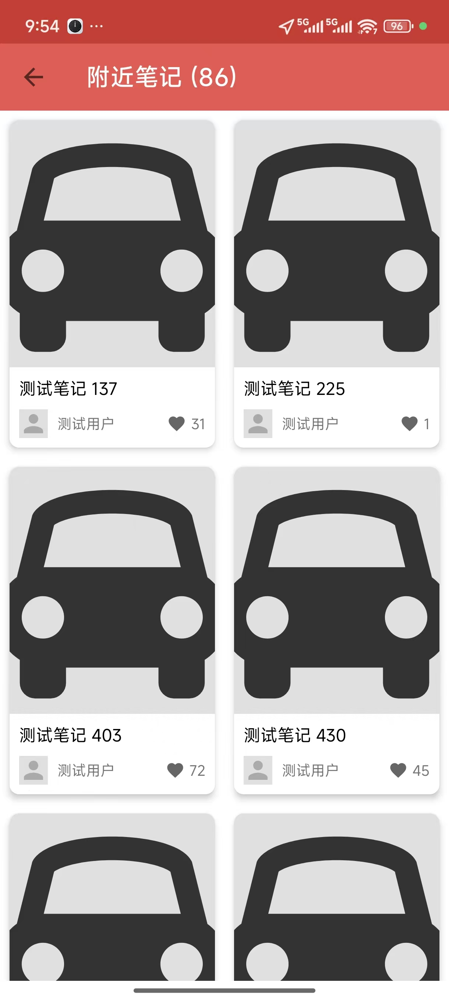 9:54 ... 5G 5G 7 96
附近笔记 (86)
测试笔记 137
测试用户 31
测试笔记 225
测试用户 1
测试笔记 403
测试用户 72
测试笔记 430
测试用户 45